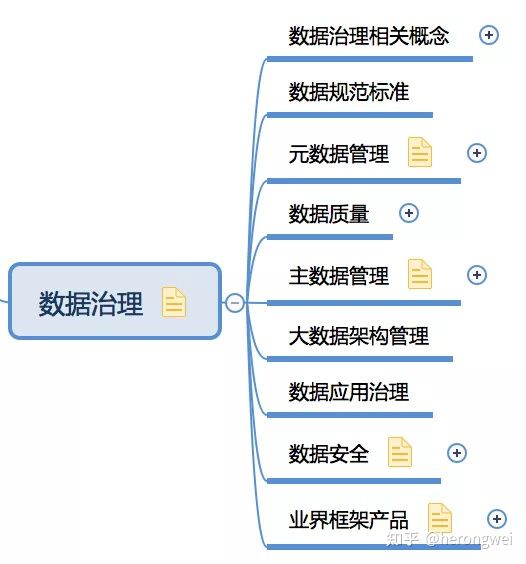 数据治理相关概念
数据规范标准
元数据管理
数据质量
主数据管理
数据治理
大数据架构管理
数据应用治理
数据安全
业界框架产品
知乎 @herongwei